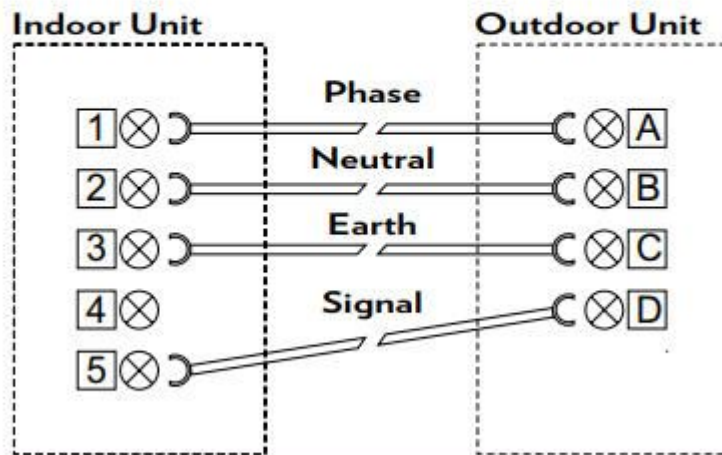 Indoor Unit
Outdoor Unit
Phase
1
A
Neutral
2
B
Earth
3
C
Signal
4
D
5